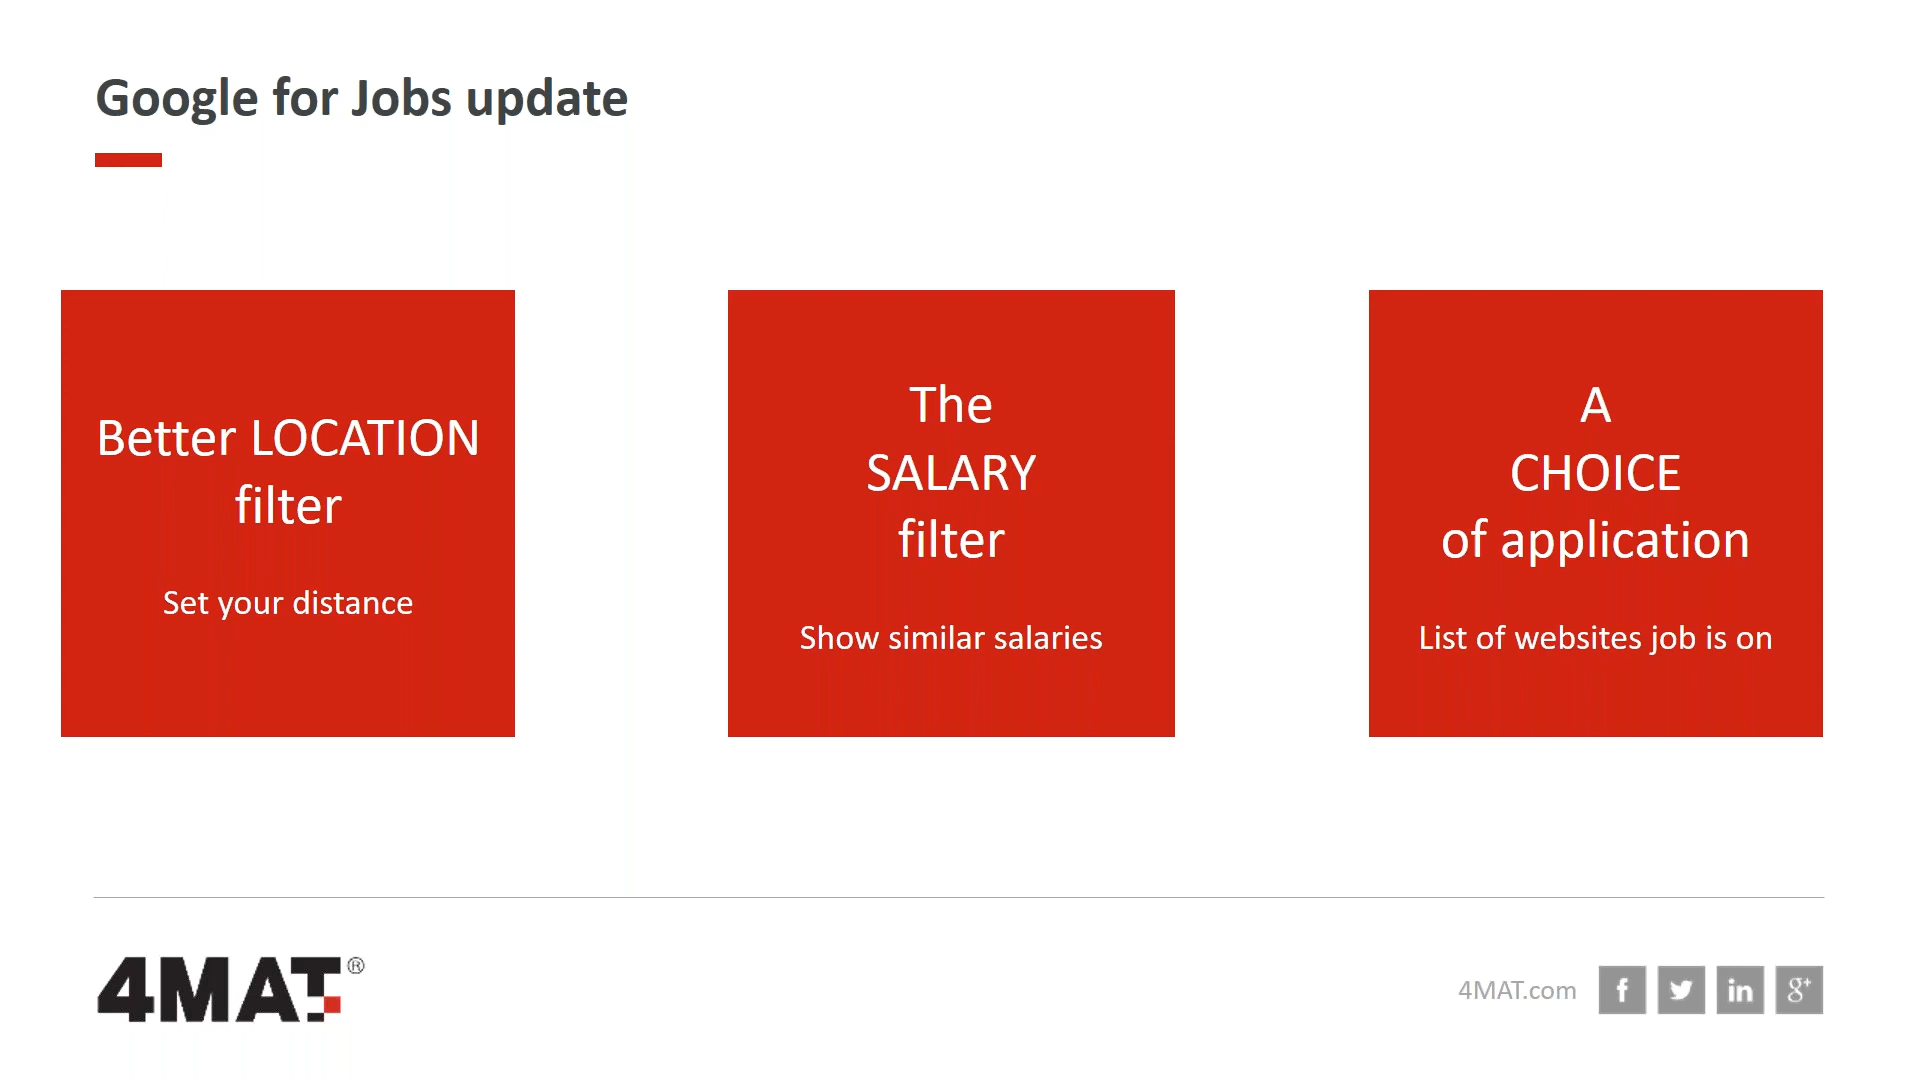 Google for Jobs update
Better LOCATION
filter
Set your distance
The
SALARY
filter
Show similar salaries
A
CHOICE
of application
List of websites job is on
4MAT®
4MAT.com
f
in
g+